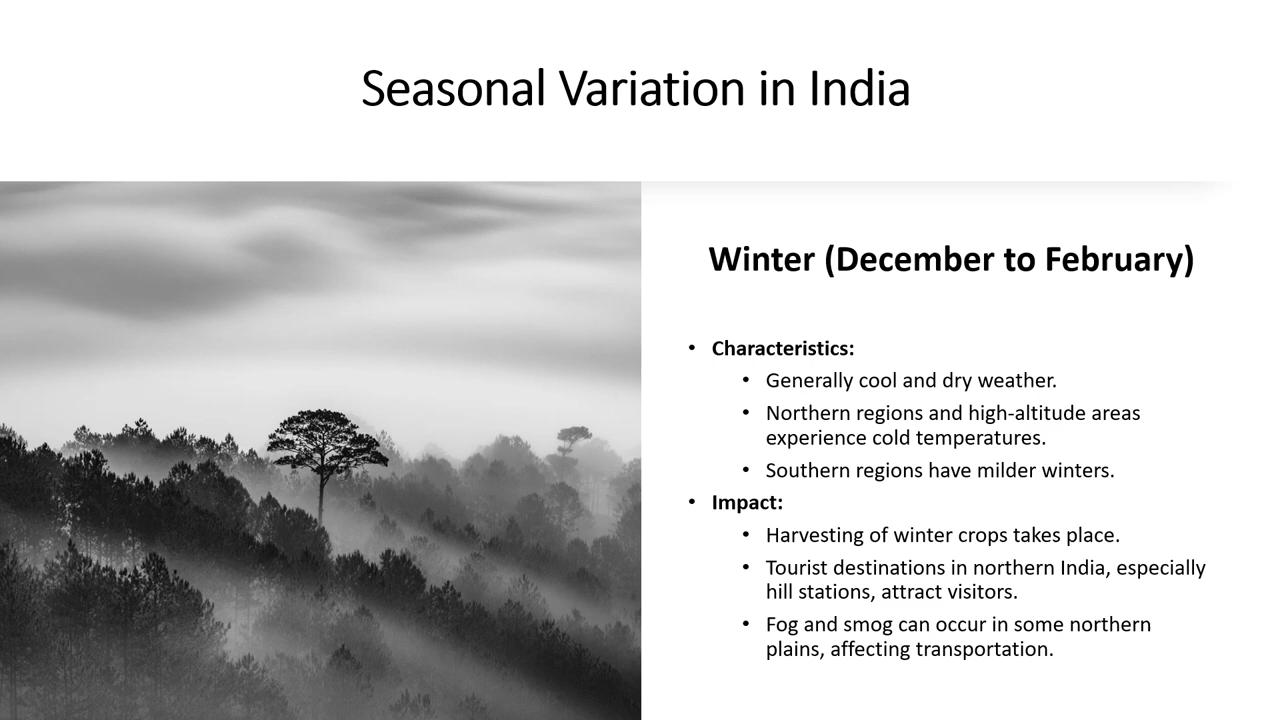 Seasonal Variation in India
Winter (December to February)
• Characteristics:
• Generally cool and dry weather.
• Northern regions and high-altitude areas
experience cold temperatures.
• Southern regions have milder winters.
• Impact:
• Harvesting of winter crops takes place.
• Tourist destinations in northern India, especially
hill stations, attract visitors.
• Fog and smog can occur in some northern
plains, affecting transportation.